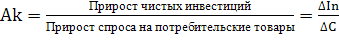 Ak = Прирост чистых инвестиций / Прирост спроса на потребительские товары = ΔIn / ΔC